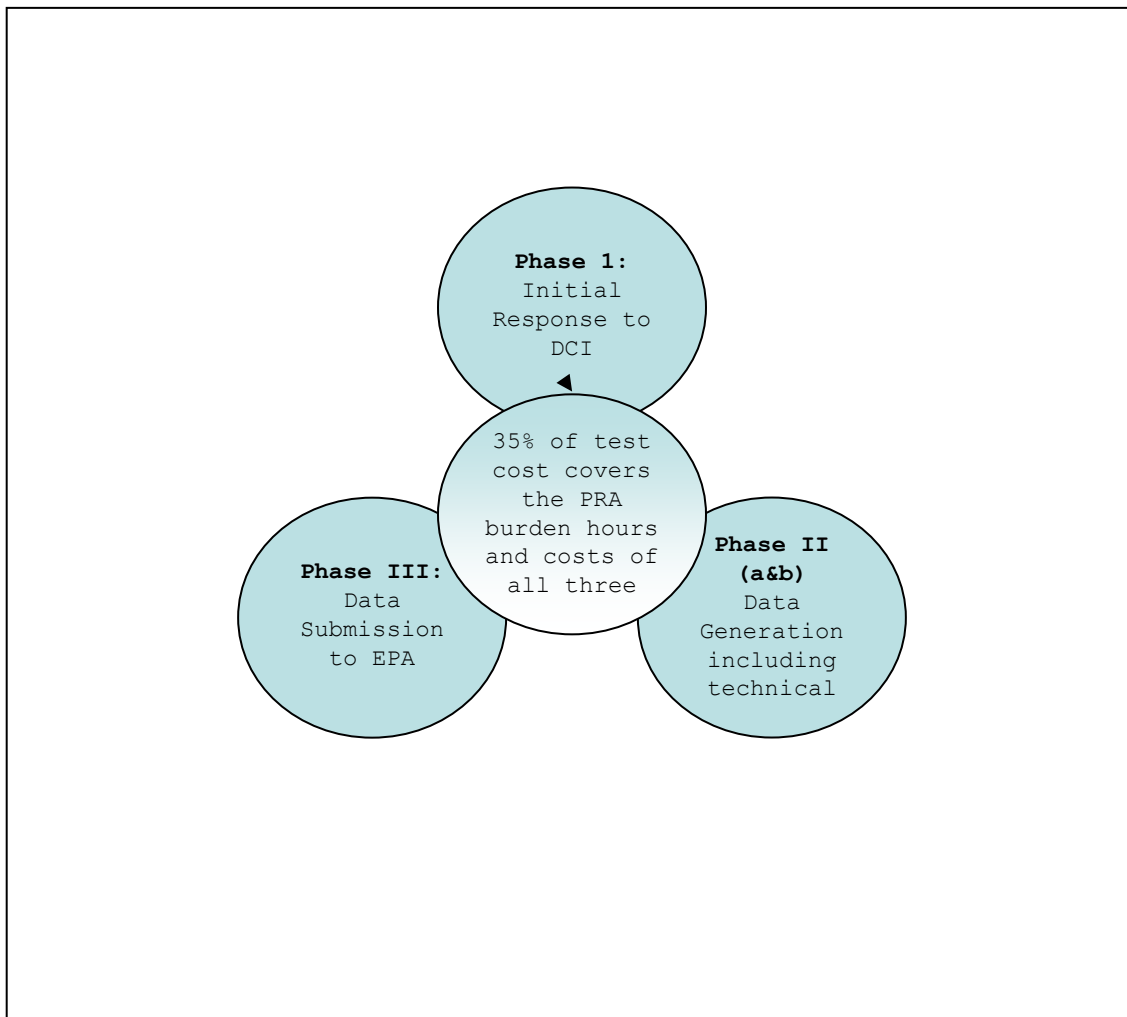 Phase 1:
Initial
Response to
DCI
35% of test
cost covers
the PRA
burden hours
and costs of
all three
Phase II
(a&b)
Data
Generation
including
technical
Phase III:
Data
Submission
to EPA